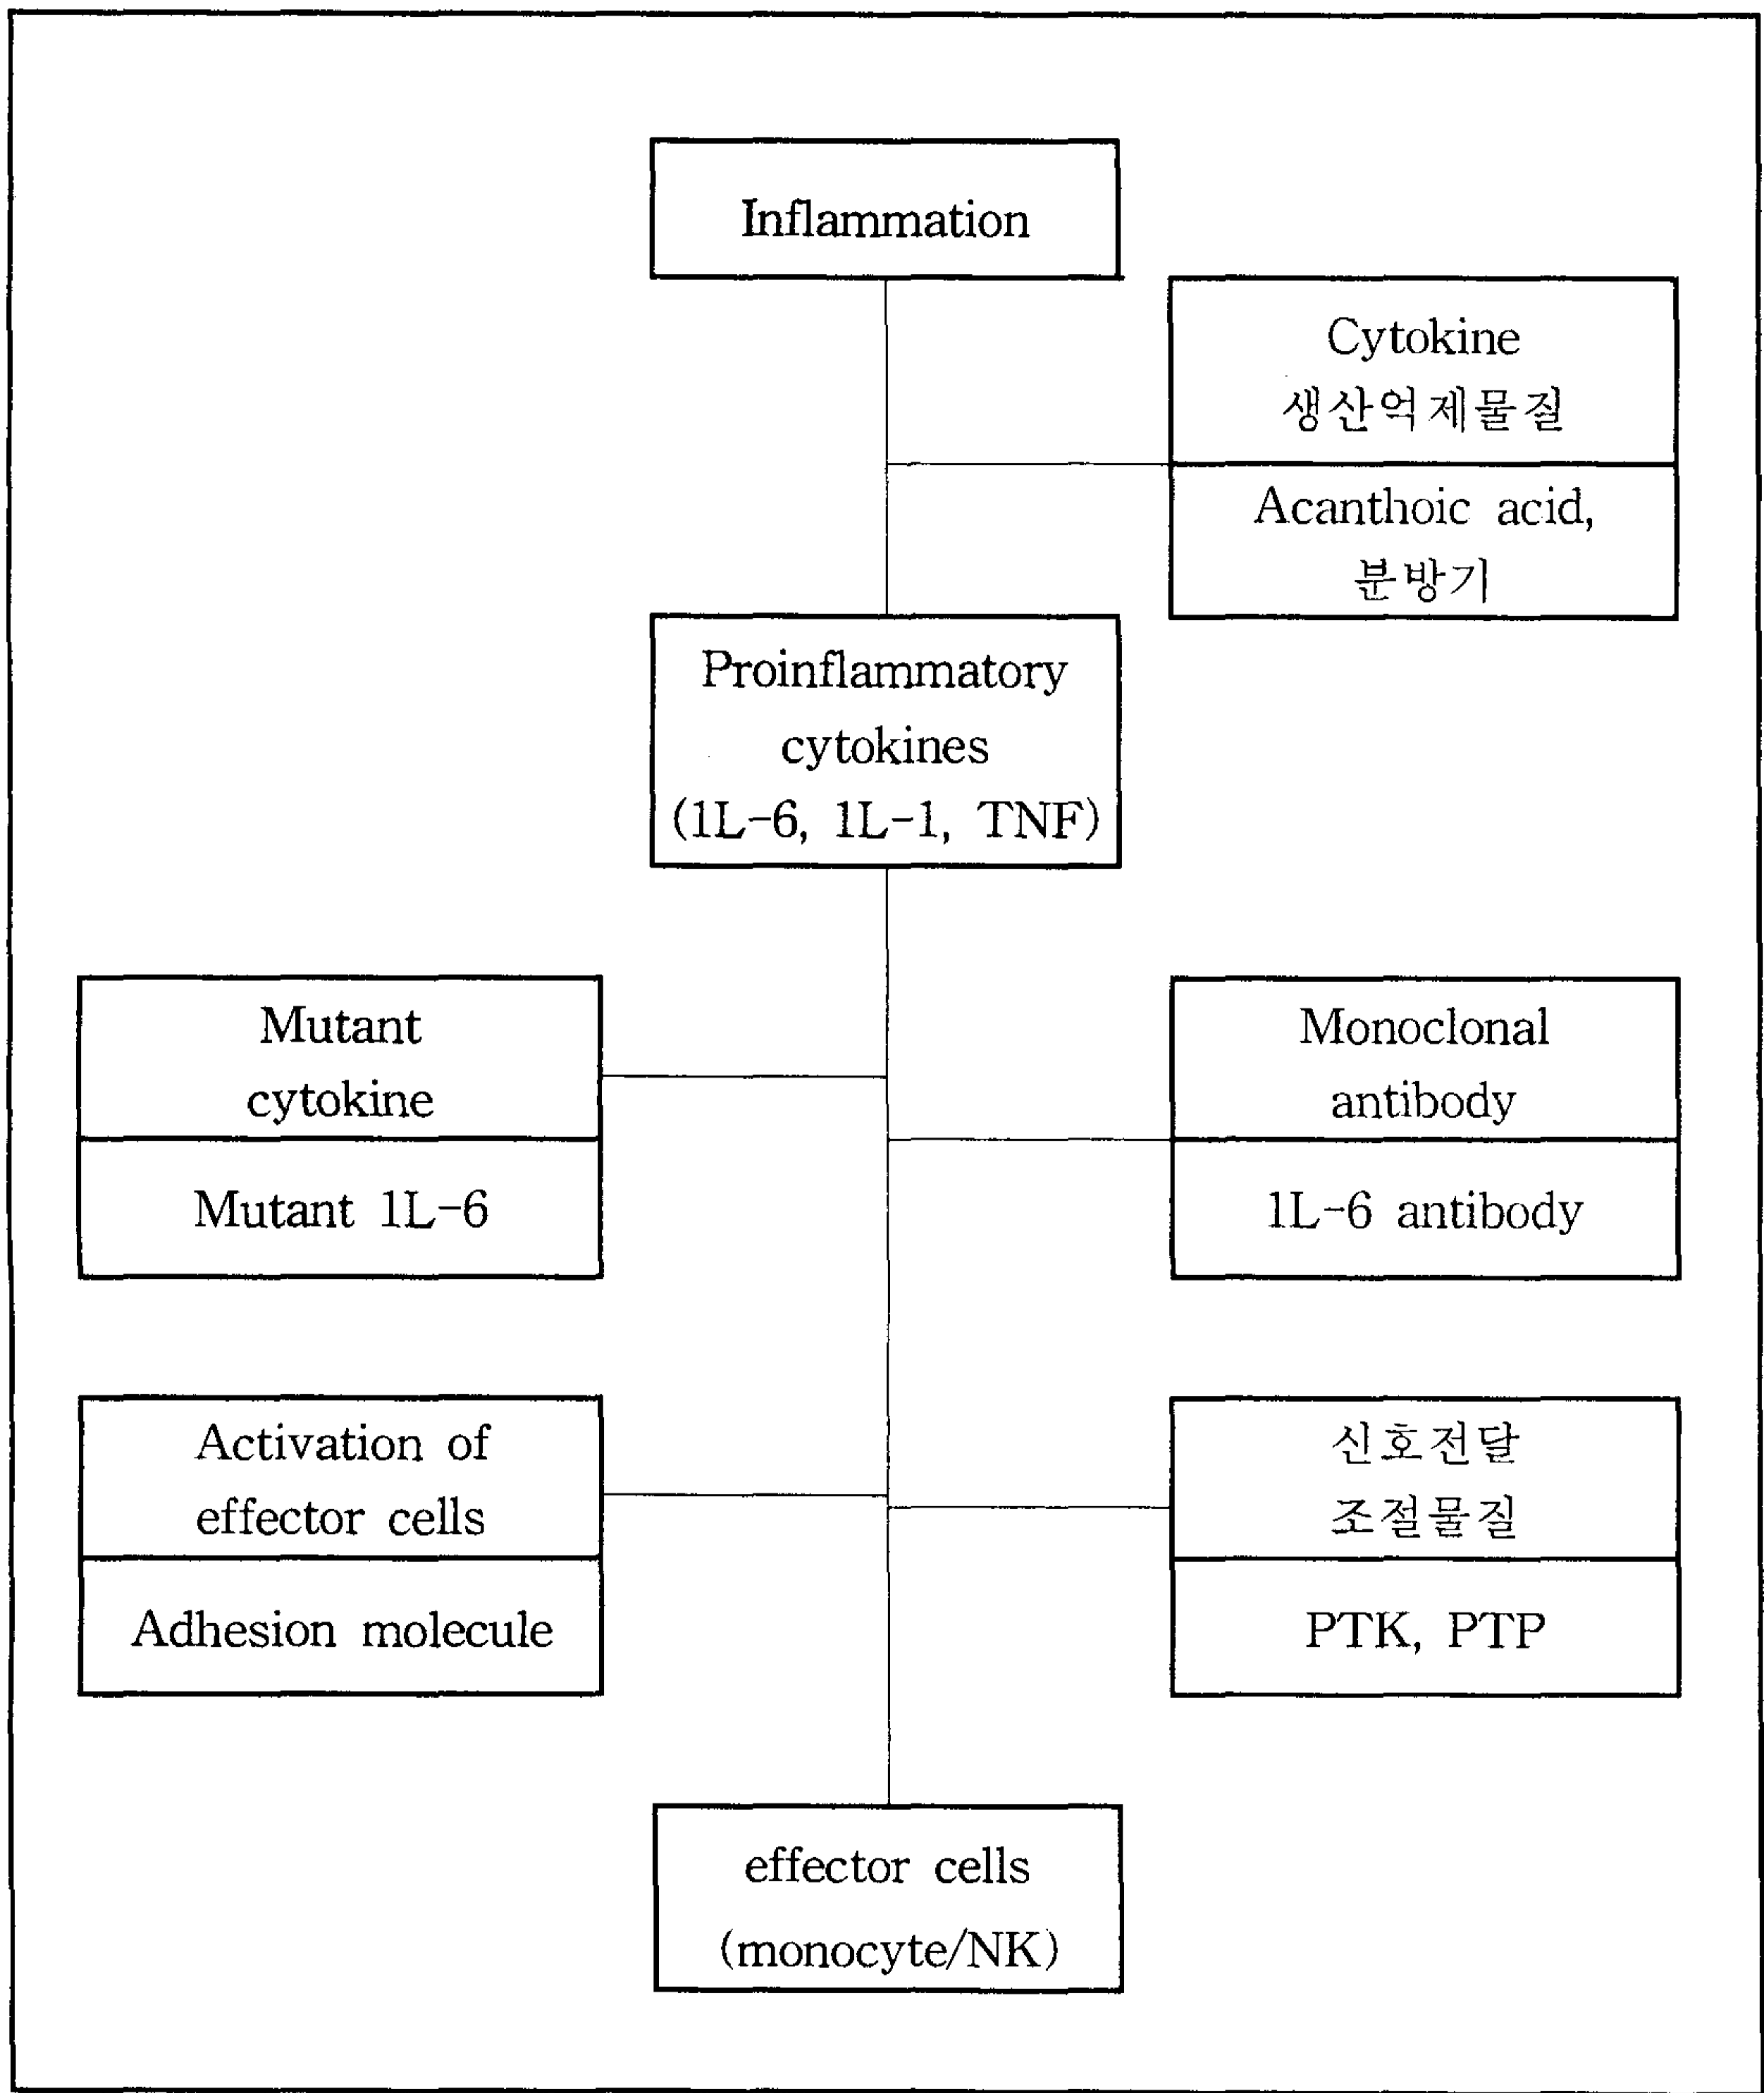 Inflammation
Cytokine
생산억제물질
Acanthoic acid,
분방기
Proinflammatory
cytokines
(1L-6, 1L-1, TNF)
Mutant
cytokine
Mutant 1L-6
Monoclonal
antibody
1L-6 antibody
Activation of
effector cells
Adhesion molecule
신호전달
조절물질
PTK, PTP
effector cells
(monocyte/NK)